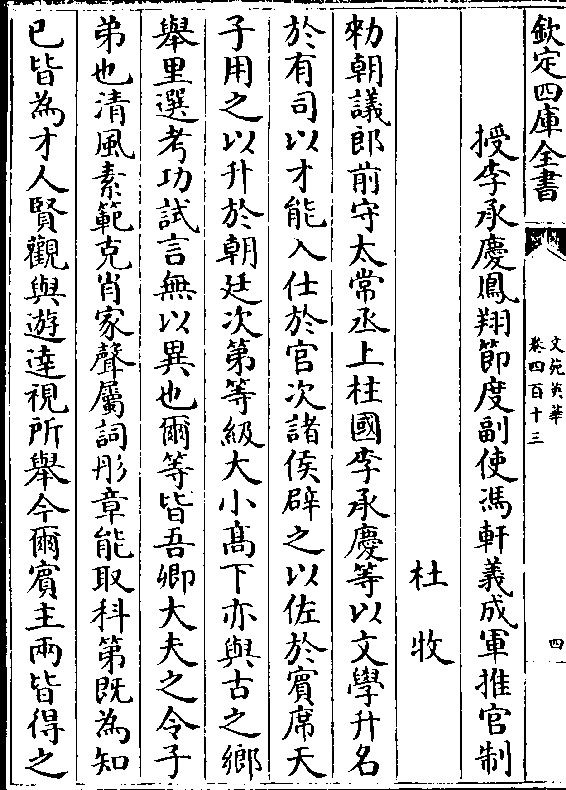 欽定四庫全書
文苑英華
卷四百十三
四
授李承慶鳳翔節度副使馮軒義成軍推官制
杜牧
勑朝議郎前守太常丞上柱國李承慶等以文學升名
於有司以才能入仕於官次諸侯辟之以佐於賓席天
子用之以升於朝廷次第等級大小髙下亦與古之鄉
舉里選考功試言無以異也爾等皆吾卿大夫之令子
弟也清風素範克肖家聲屬詞彤章能取科第既為知
已皆為才人賢觀與遊達視所舉今爾賓主兩皆得之